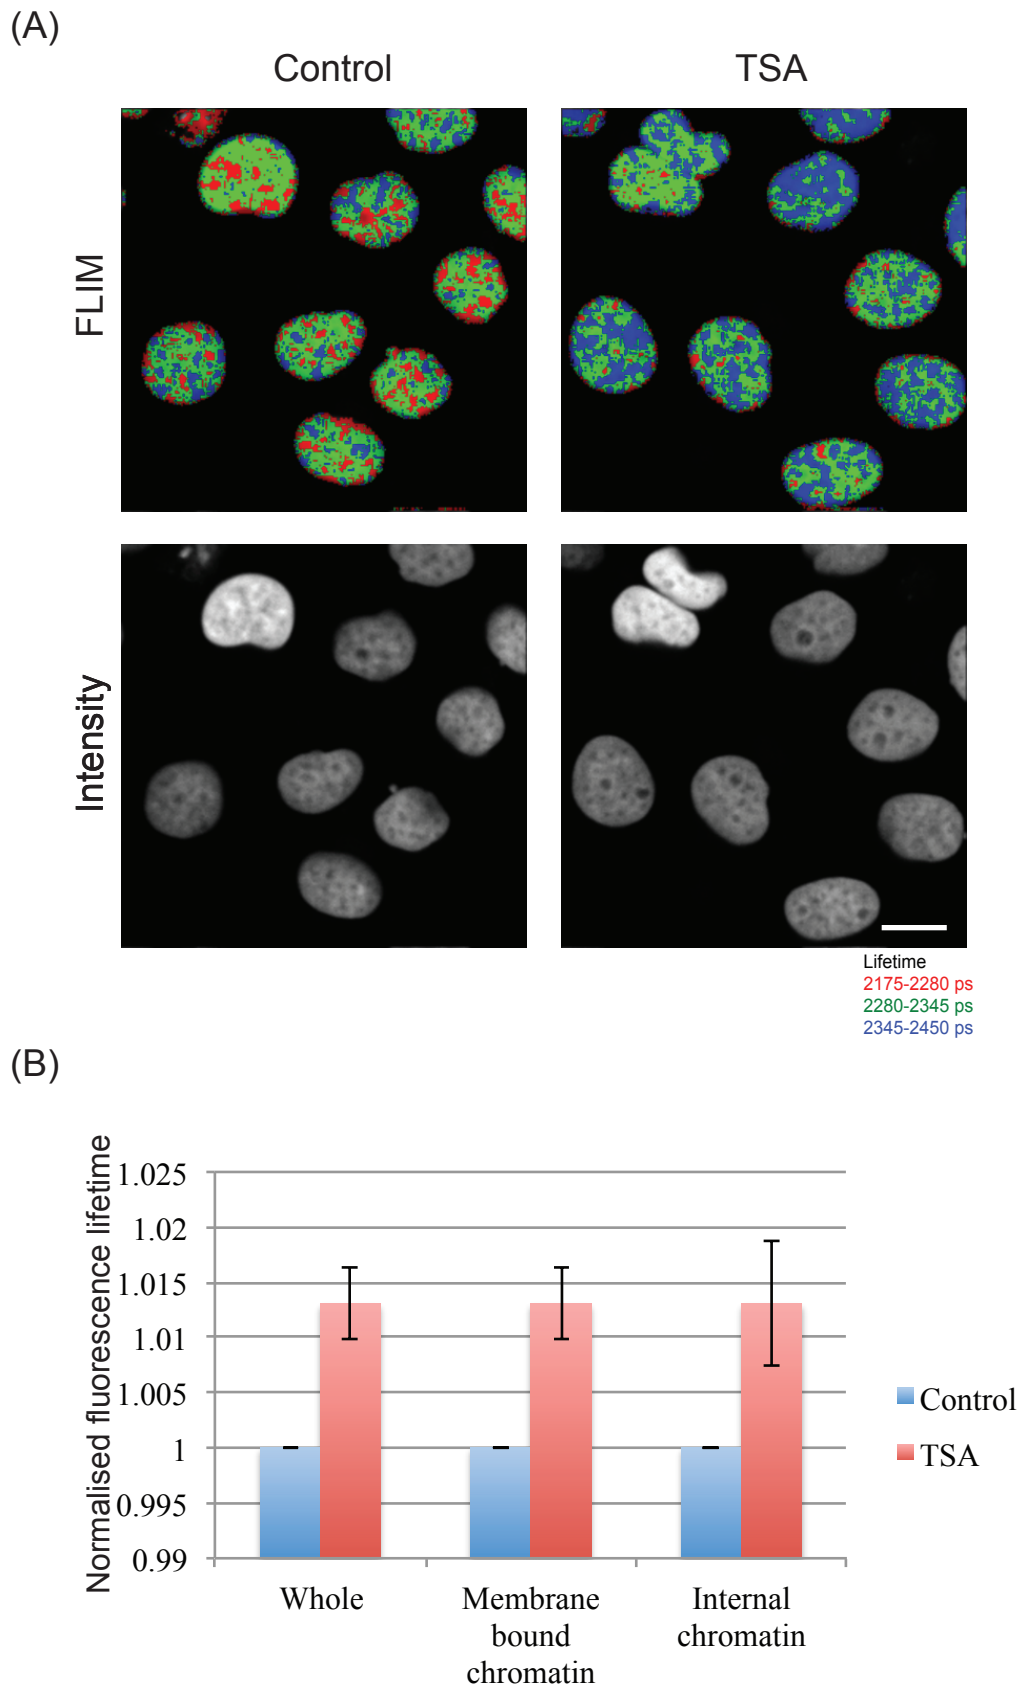 (A)
Control
TSA
FLIM
Intensity
Lifetime
2175-2280 ps
2280-2345 ps
2345-2450 ps
(B)
Normalised fluorescence lifetime
1.025
1.02
1.015
1.01
1.005
1
0.995
0.99
Whole
Membrane
bound
chromatin
Internal
chromatin
Control
TSA